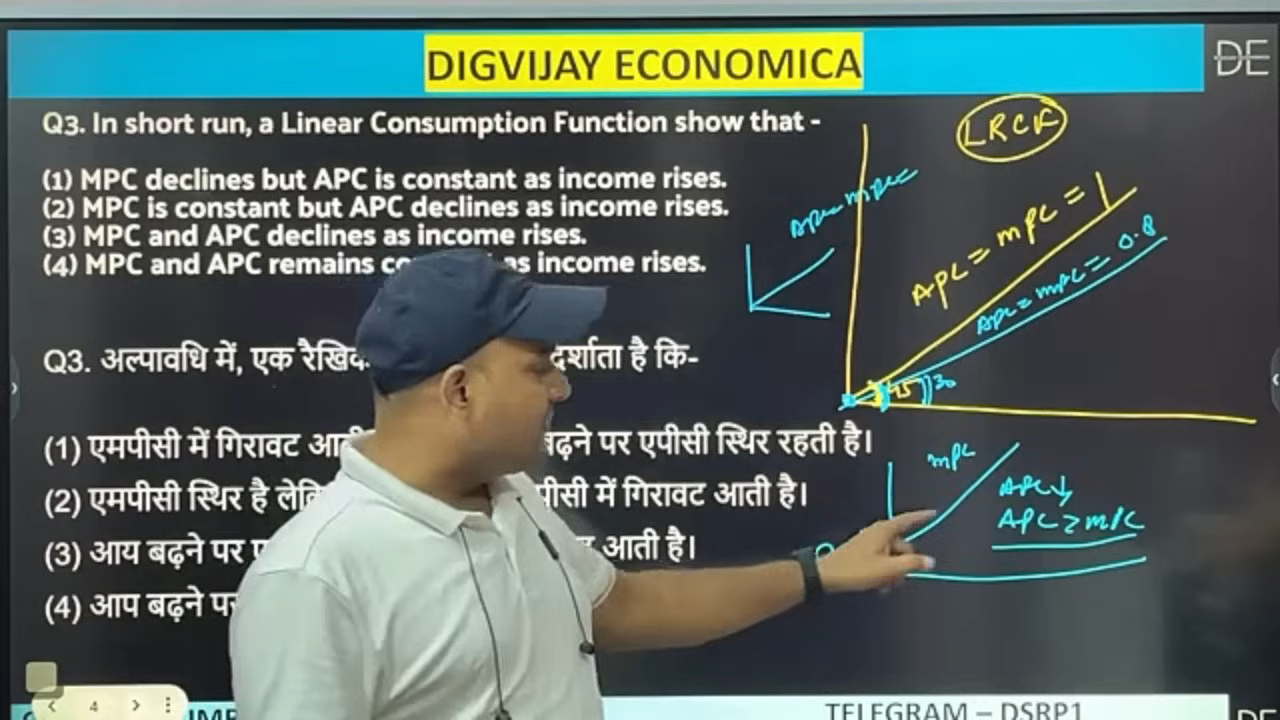 DIGVIJAY ECONOMICA
DE
Q3. In short run, a Linear Consumption Function show that -
(1) MPC declines but APC is constant as income rises.
(2) MPC is constant but APC declines as income rises.
(3) MPC and APC declines as income rises.
(4) MPC and APC remains as income rises.
Q3. अल्पावधि में, एक दर्शाता है कि-
(1) एमपीसी में गिरावट बढ़ने पर एपीसी स्थिर रहती है।
(2) एमपीसी स्थिर है में गिरावट आती है।
(3) आय बढ़ने पर आती है।
(4) आप बढ़ने
LRCF
APC = MPC
APC = MPC = 1
APC = MPC = 0.8
45
30
MPC
APC↓
APC > MPC
4
TELEGRAM – DSRP1